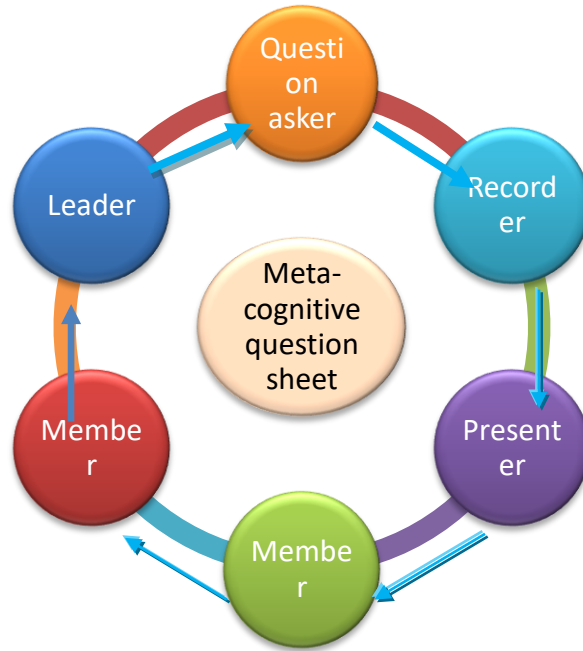 Questi
on
asker
Leader
Record
er
Meta-
cognitive
question
sheet
Membe
r
Present
er
Membe
r